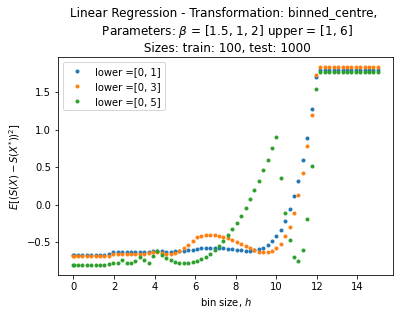 Linear Regression - Transformation: binned_centre,
Parameters: β = [1.5, 1, 2] upper = [1, 6]
Sizes: train: 100, test: 1000
lower =[0, 1]
lower =[0, 3]
lower =[0, 5]
E[(S(X) − S(X*))²]
1.5
1.0
0.5
0.0
−0.5
0 2 4 6 8 10 12 14
bin size, h